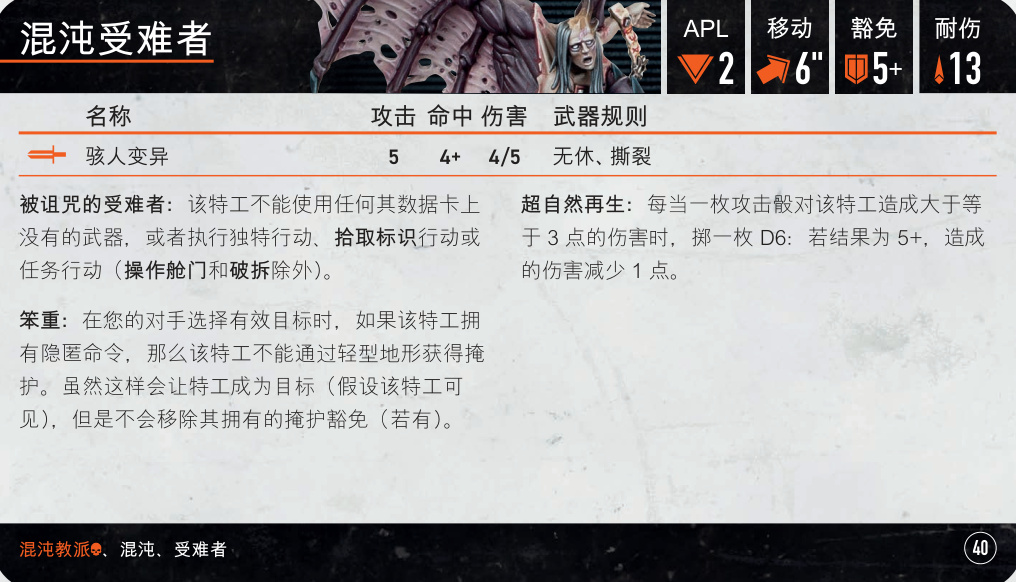 混沌受难者
APL 移动 豁免 耐伤
2 6" 5+ 13
名称 攻击 命中 伤害 武器规则
骇人变异 5 4+ 4/5 无休、撕裂
被诅咒的受难者：该特工不能使用任何其数据卡上
没有的武器，或者执行独特行动、拾取标识行动或
任务行动（操作舱门和破拆除外）。
笨重：在您的对手选择有效目标时，如果该特工拥
有隐匿命令，那么该特工不能通过轻型地形获得掩
护。虽然这样会让特工成为目标（假设该特工可
见），但是不会移除其拥有的掩护豁免（若有）。
超自然再生：每当一枚攻击骰对该特工造成大于等
于 3 点的伤害时，掷一枚 D6：若结果为 5+，造成
的伤害减少 1 点。
混沌教派、混沌、受难者
40